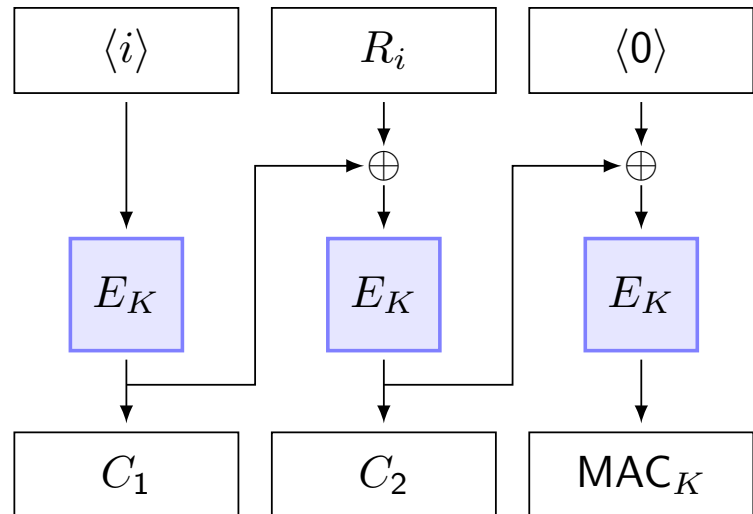 ⟨i⟩ R_i ⟨0⟩
⊕ ⊕
E_K E_K E_K
C_1 C_2 MAC_K